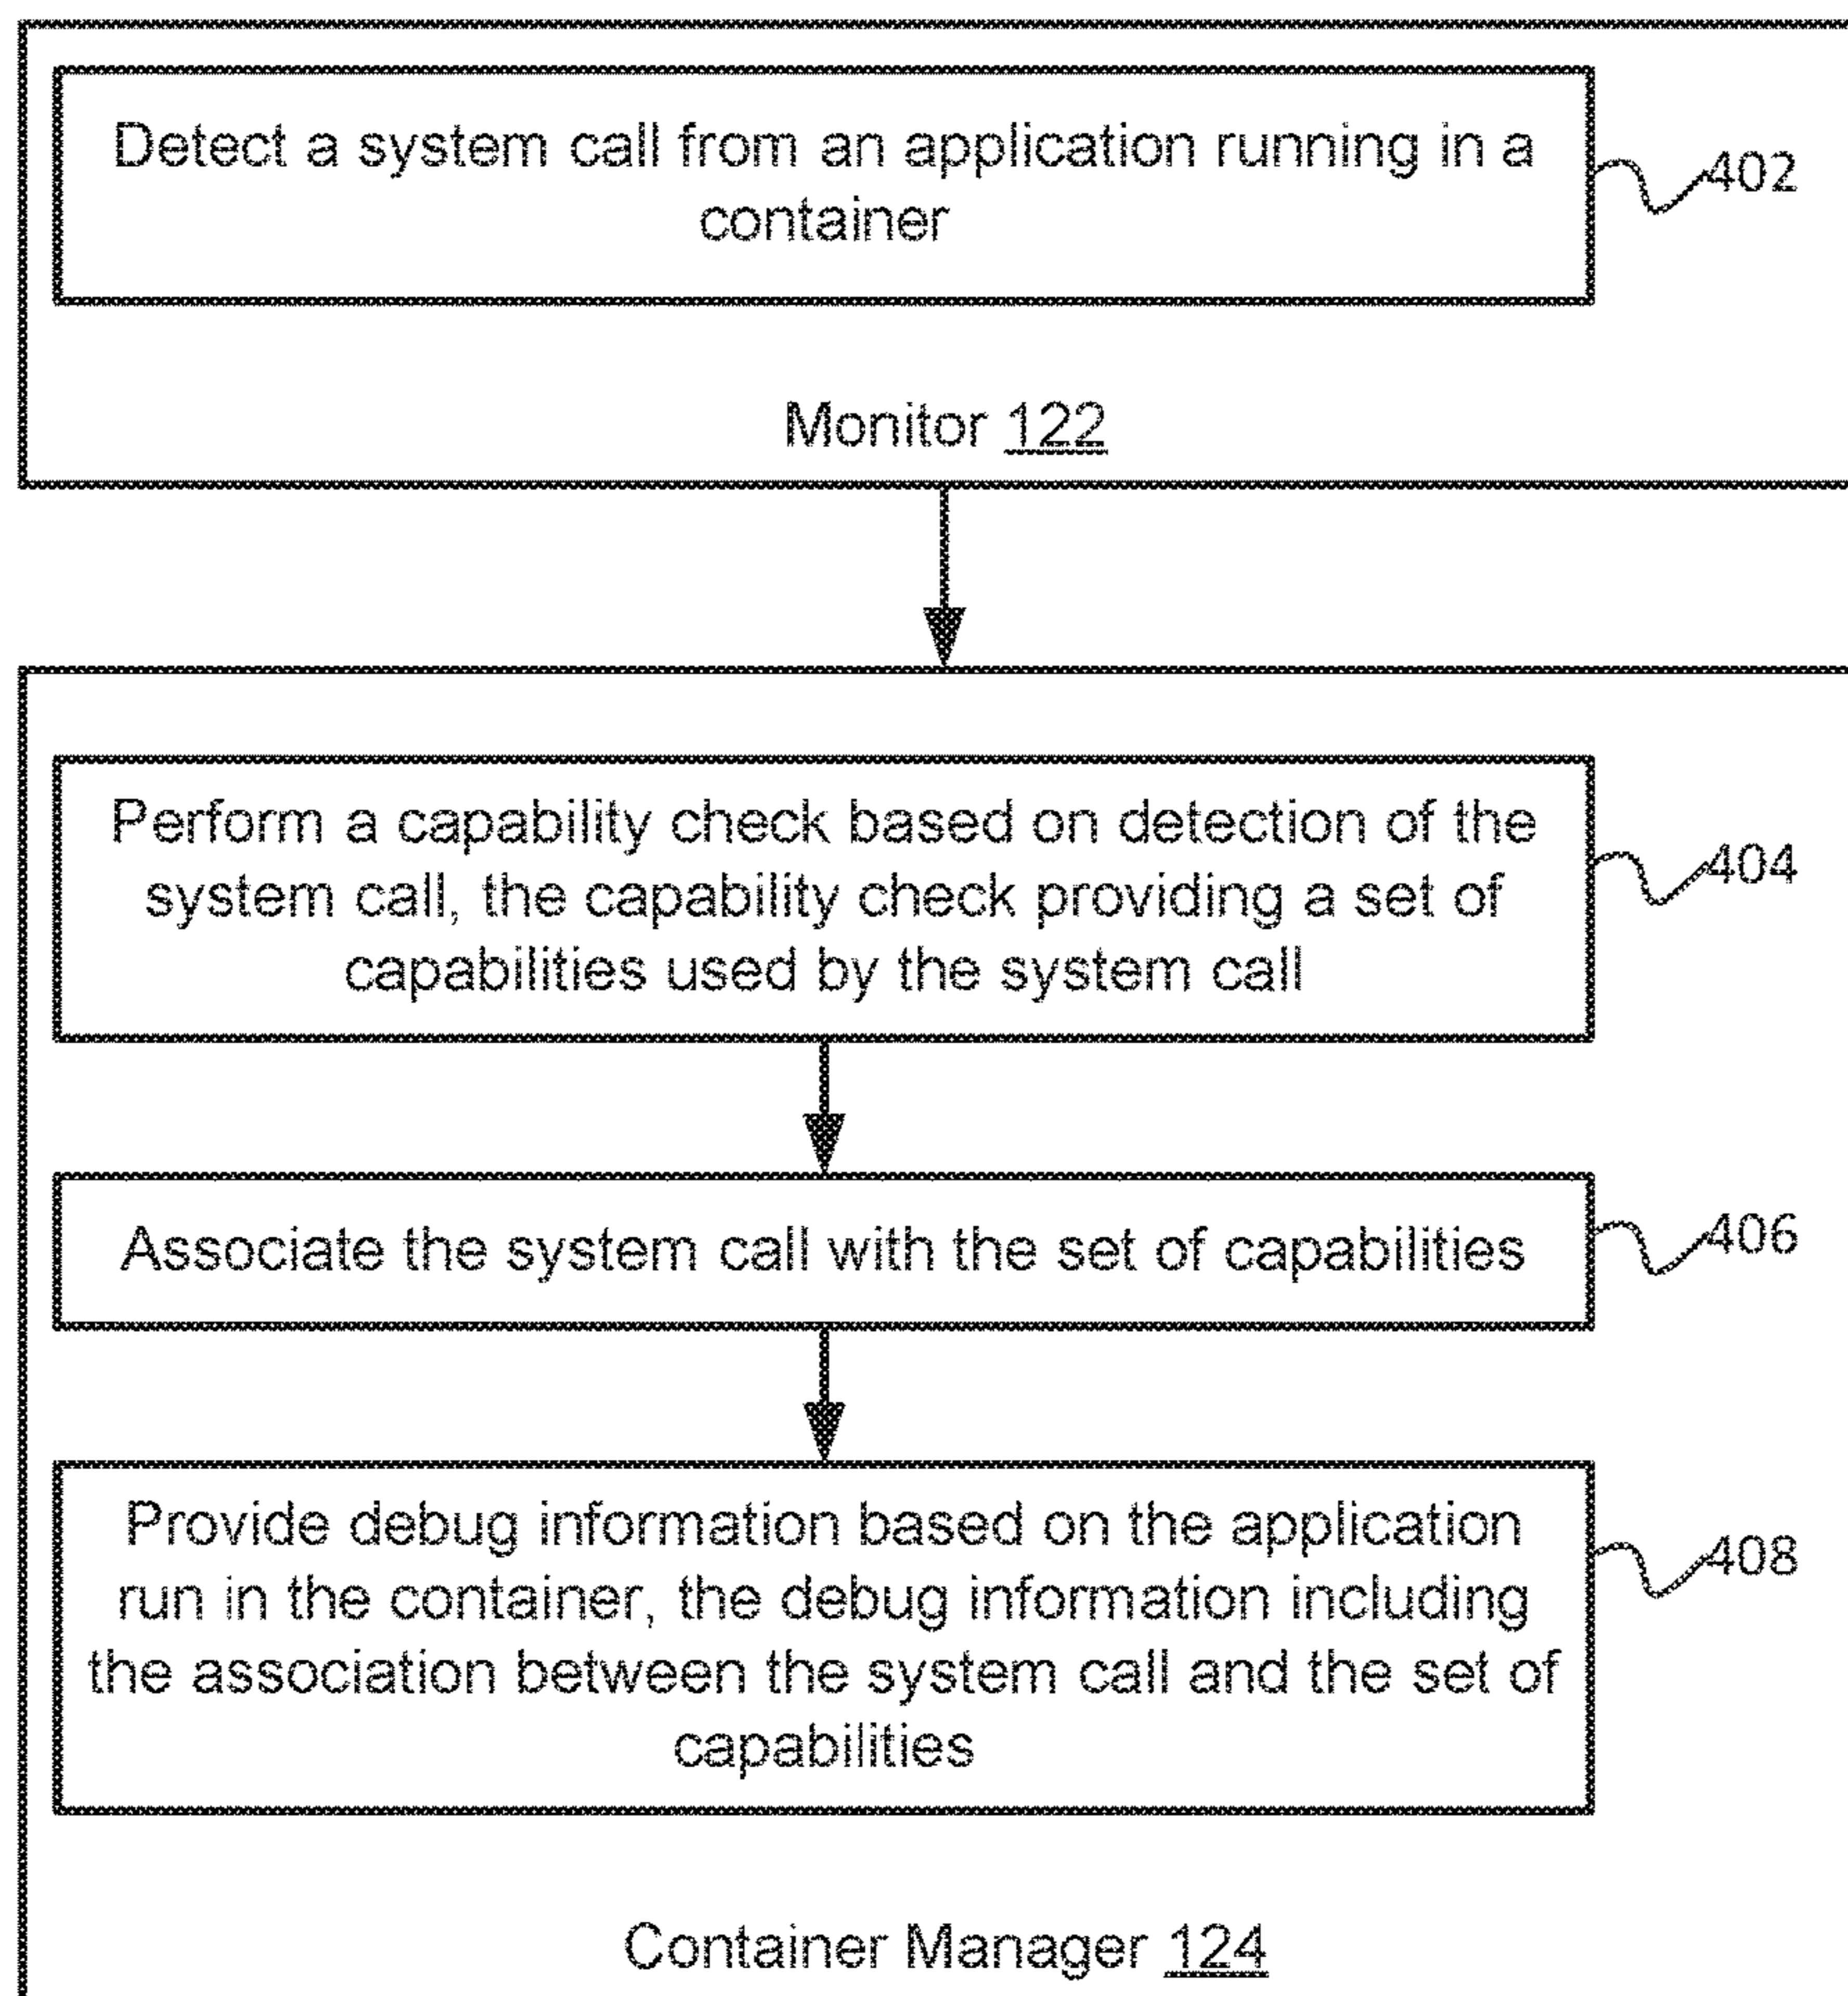 Detect a system call from an application running in a
container
402
Monitor 122
Perform a capability check based on detection of the
system call, the capability check providing a set of
capabilities used by the system call
404
Associate the system call with the set of capabilities
406
Provide debug information based on the application
run in the container, the debug information including
the association between the system call and the set of
capabilities
408
Container Manager 124